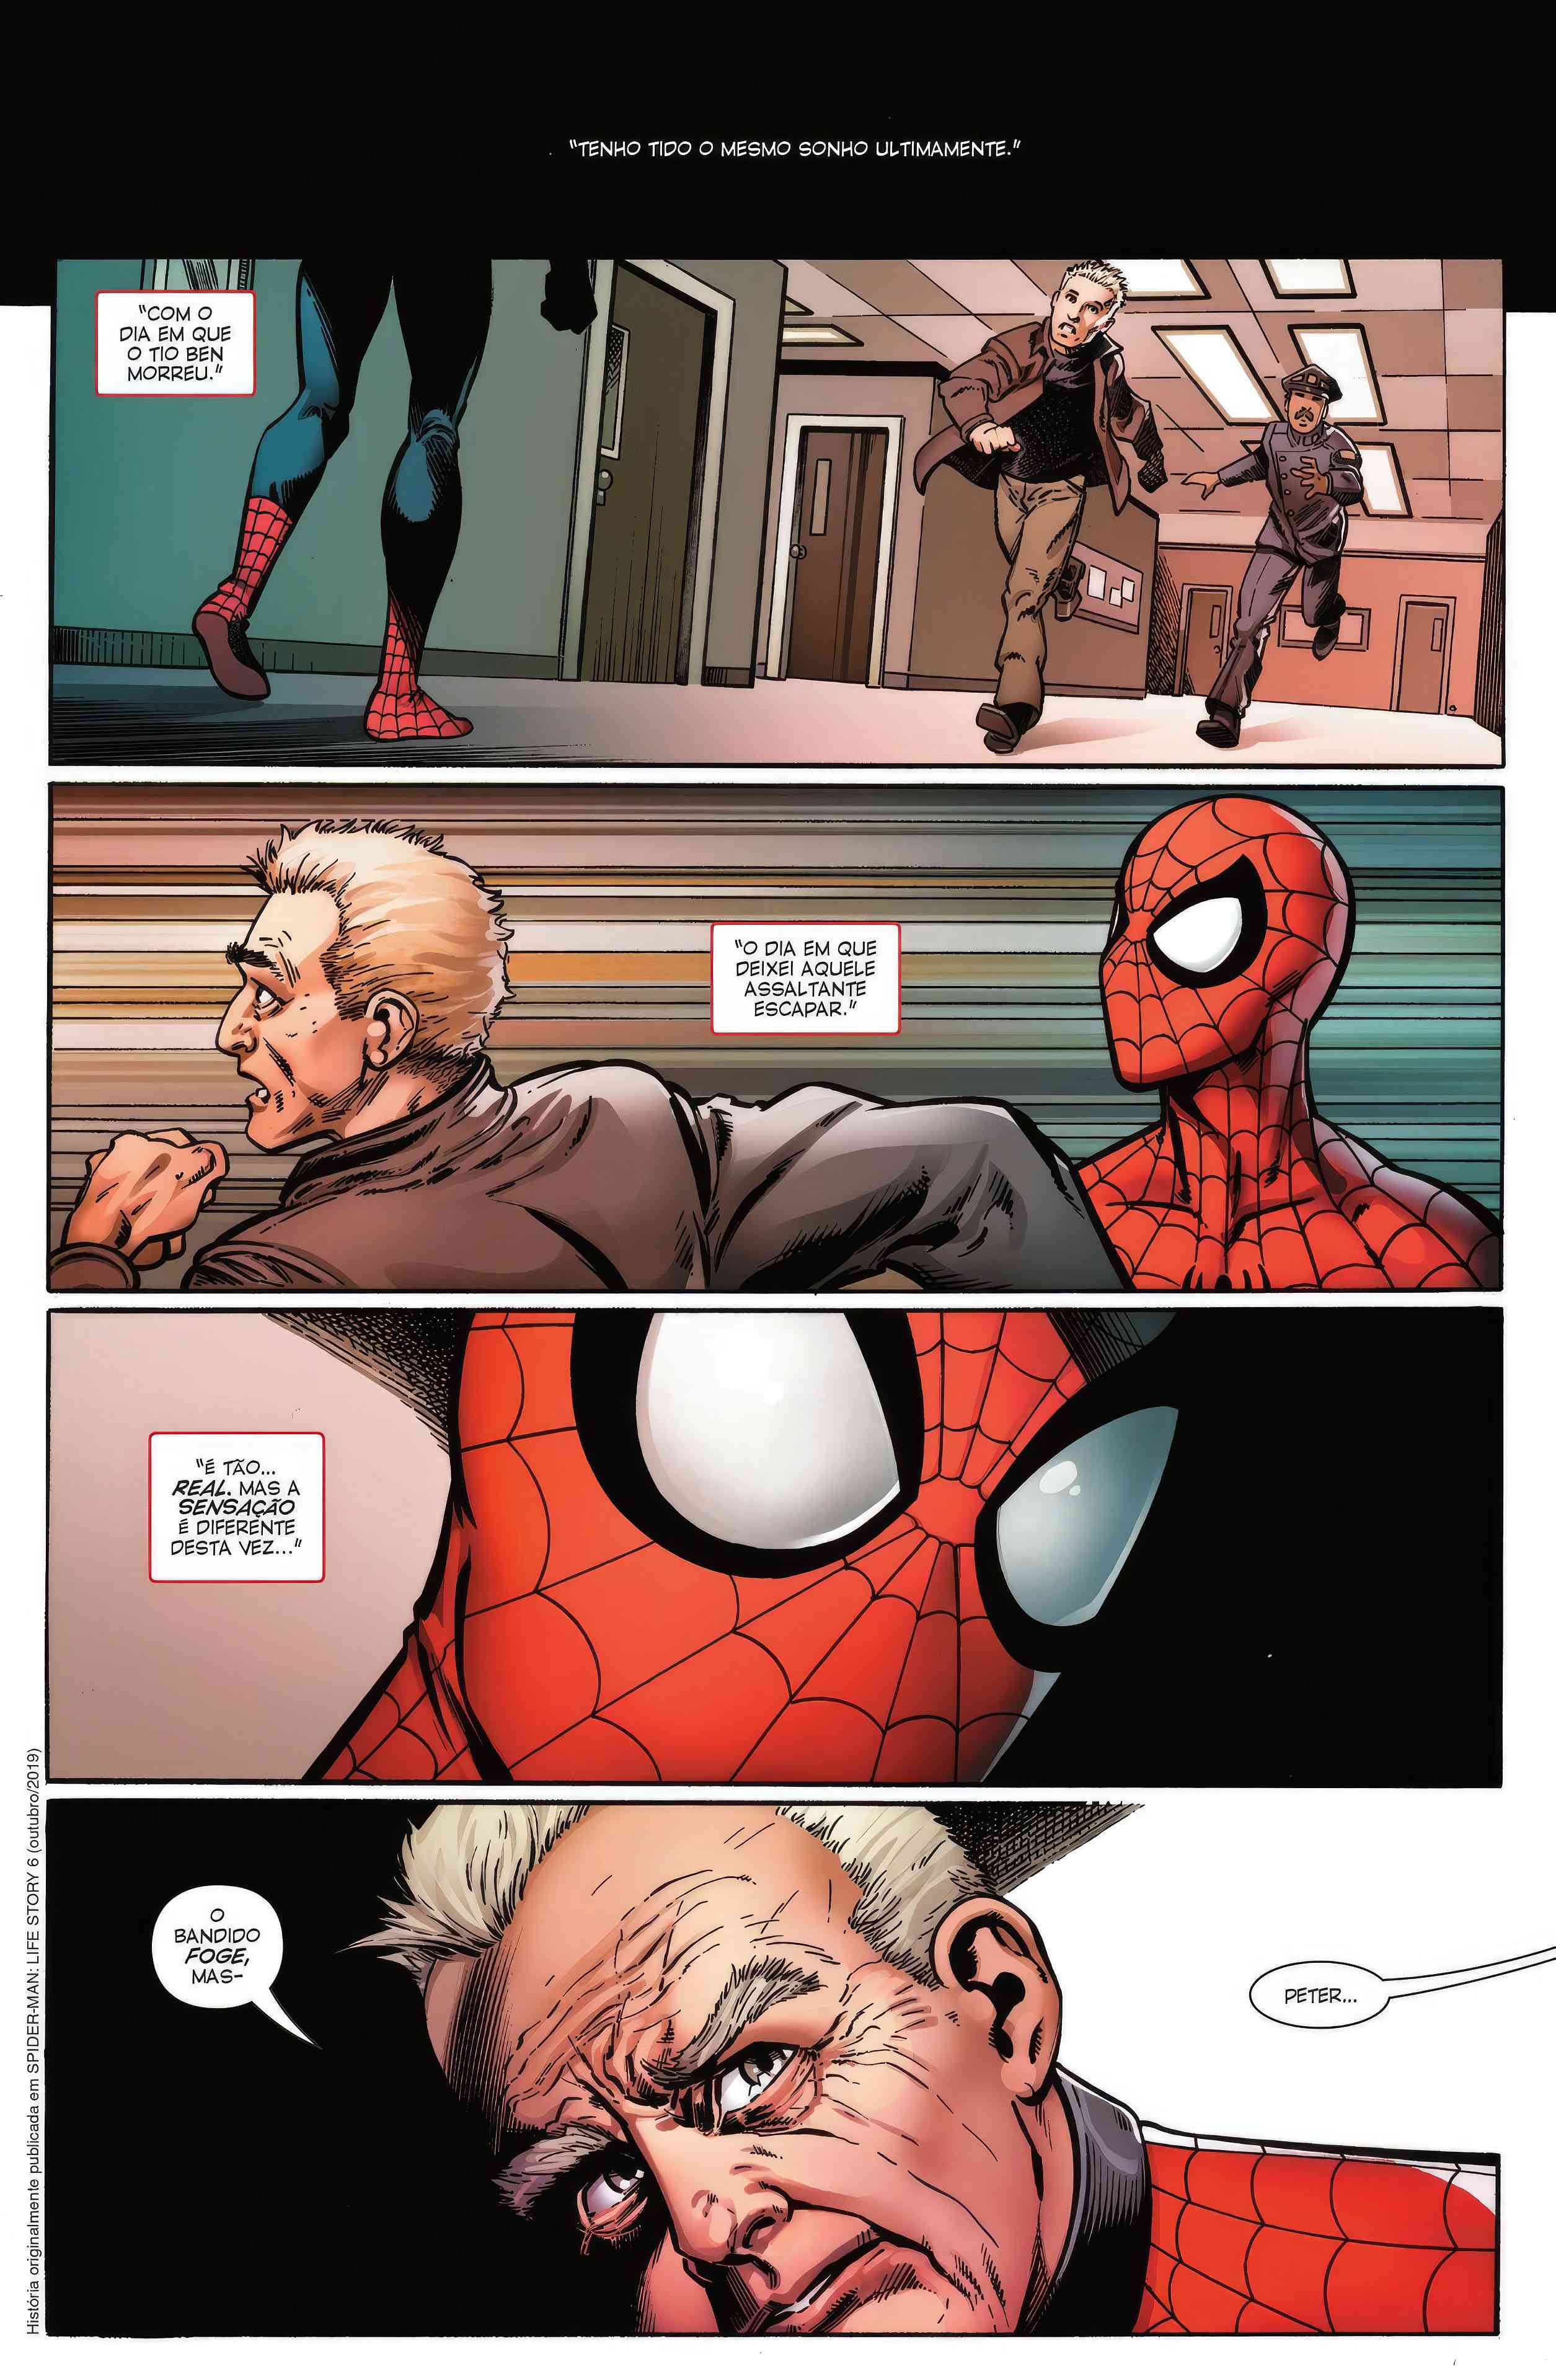 "TENHO TIDO O MESMO SONHO ULTIMAMENTE."
"COM O
DIA EM QUE
O TIO BEN
MORREU."
"O DIA EM QUE
DEIXEI AQUELE
ASSALTANTE
ESCAPAR."
"É TÃO...
REAL. MAS A
SENSAÇÃO
É DIFERENTE
DESTA VEZ..."
O
BANDIDO
FOGE,
MAS-
PETER...
História originalmente publicada em SPIDER-MAN: LIFE STORY 6 (outubro/2019)